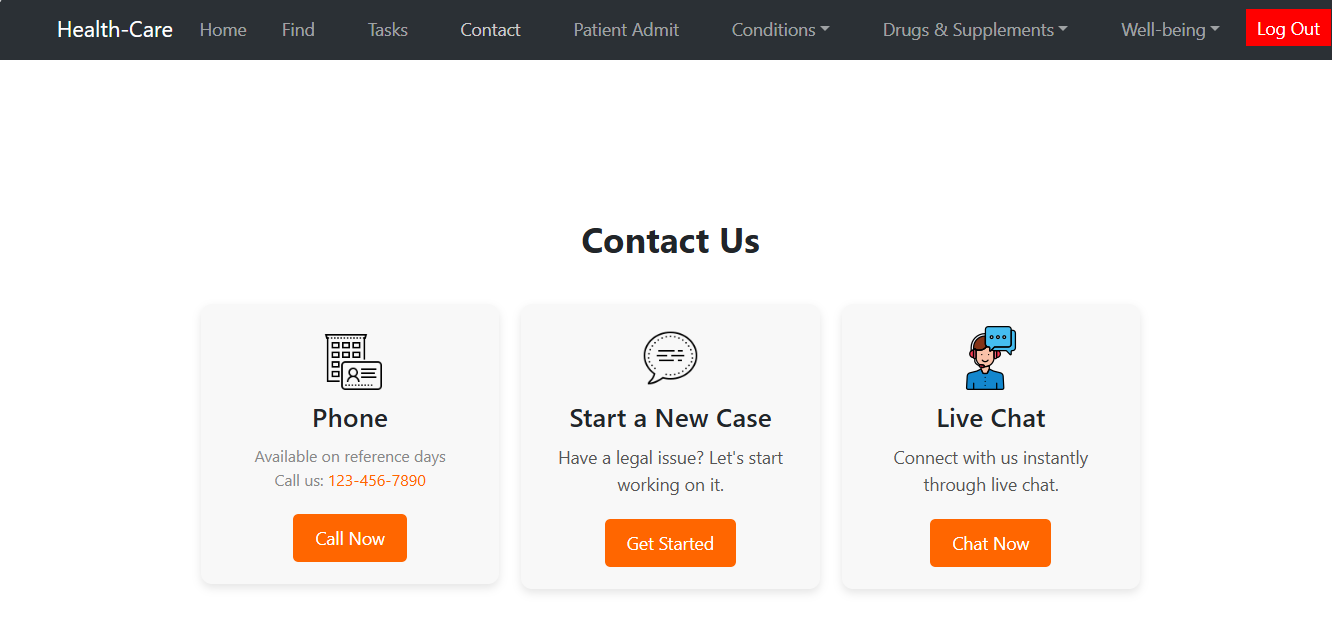 Health-Care Home Find Tasks Contact Patient Admit Conditions Drugs & Supplements Well-being Log Out
Contact Us
Phone
Available on reference days
Call us: 123-456-7890
Call Now
Start a New Case
Have a legal issue? Let's start
working on it.
Get Started
Live Chat
Connect with us instantly
through live chat.
Chat Now